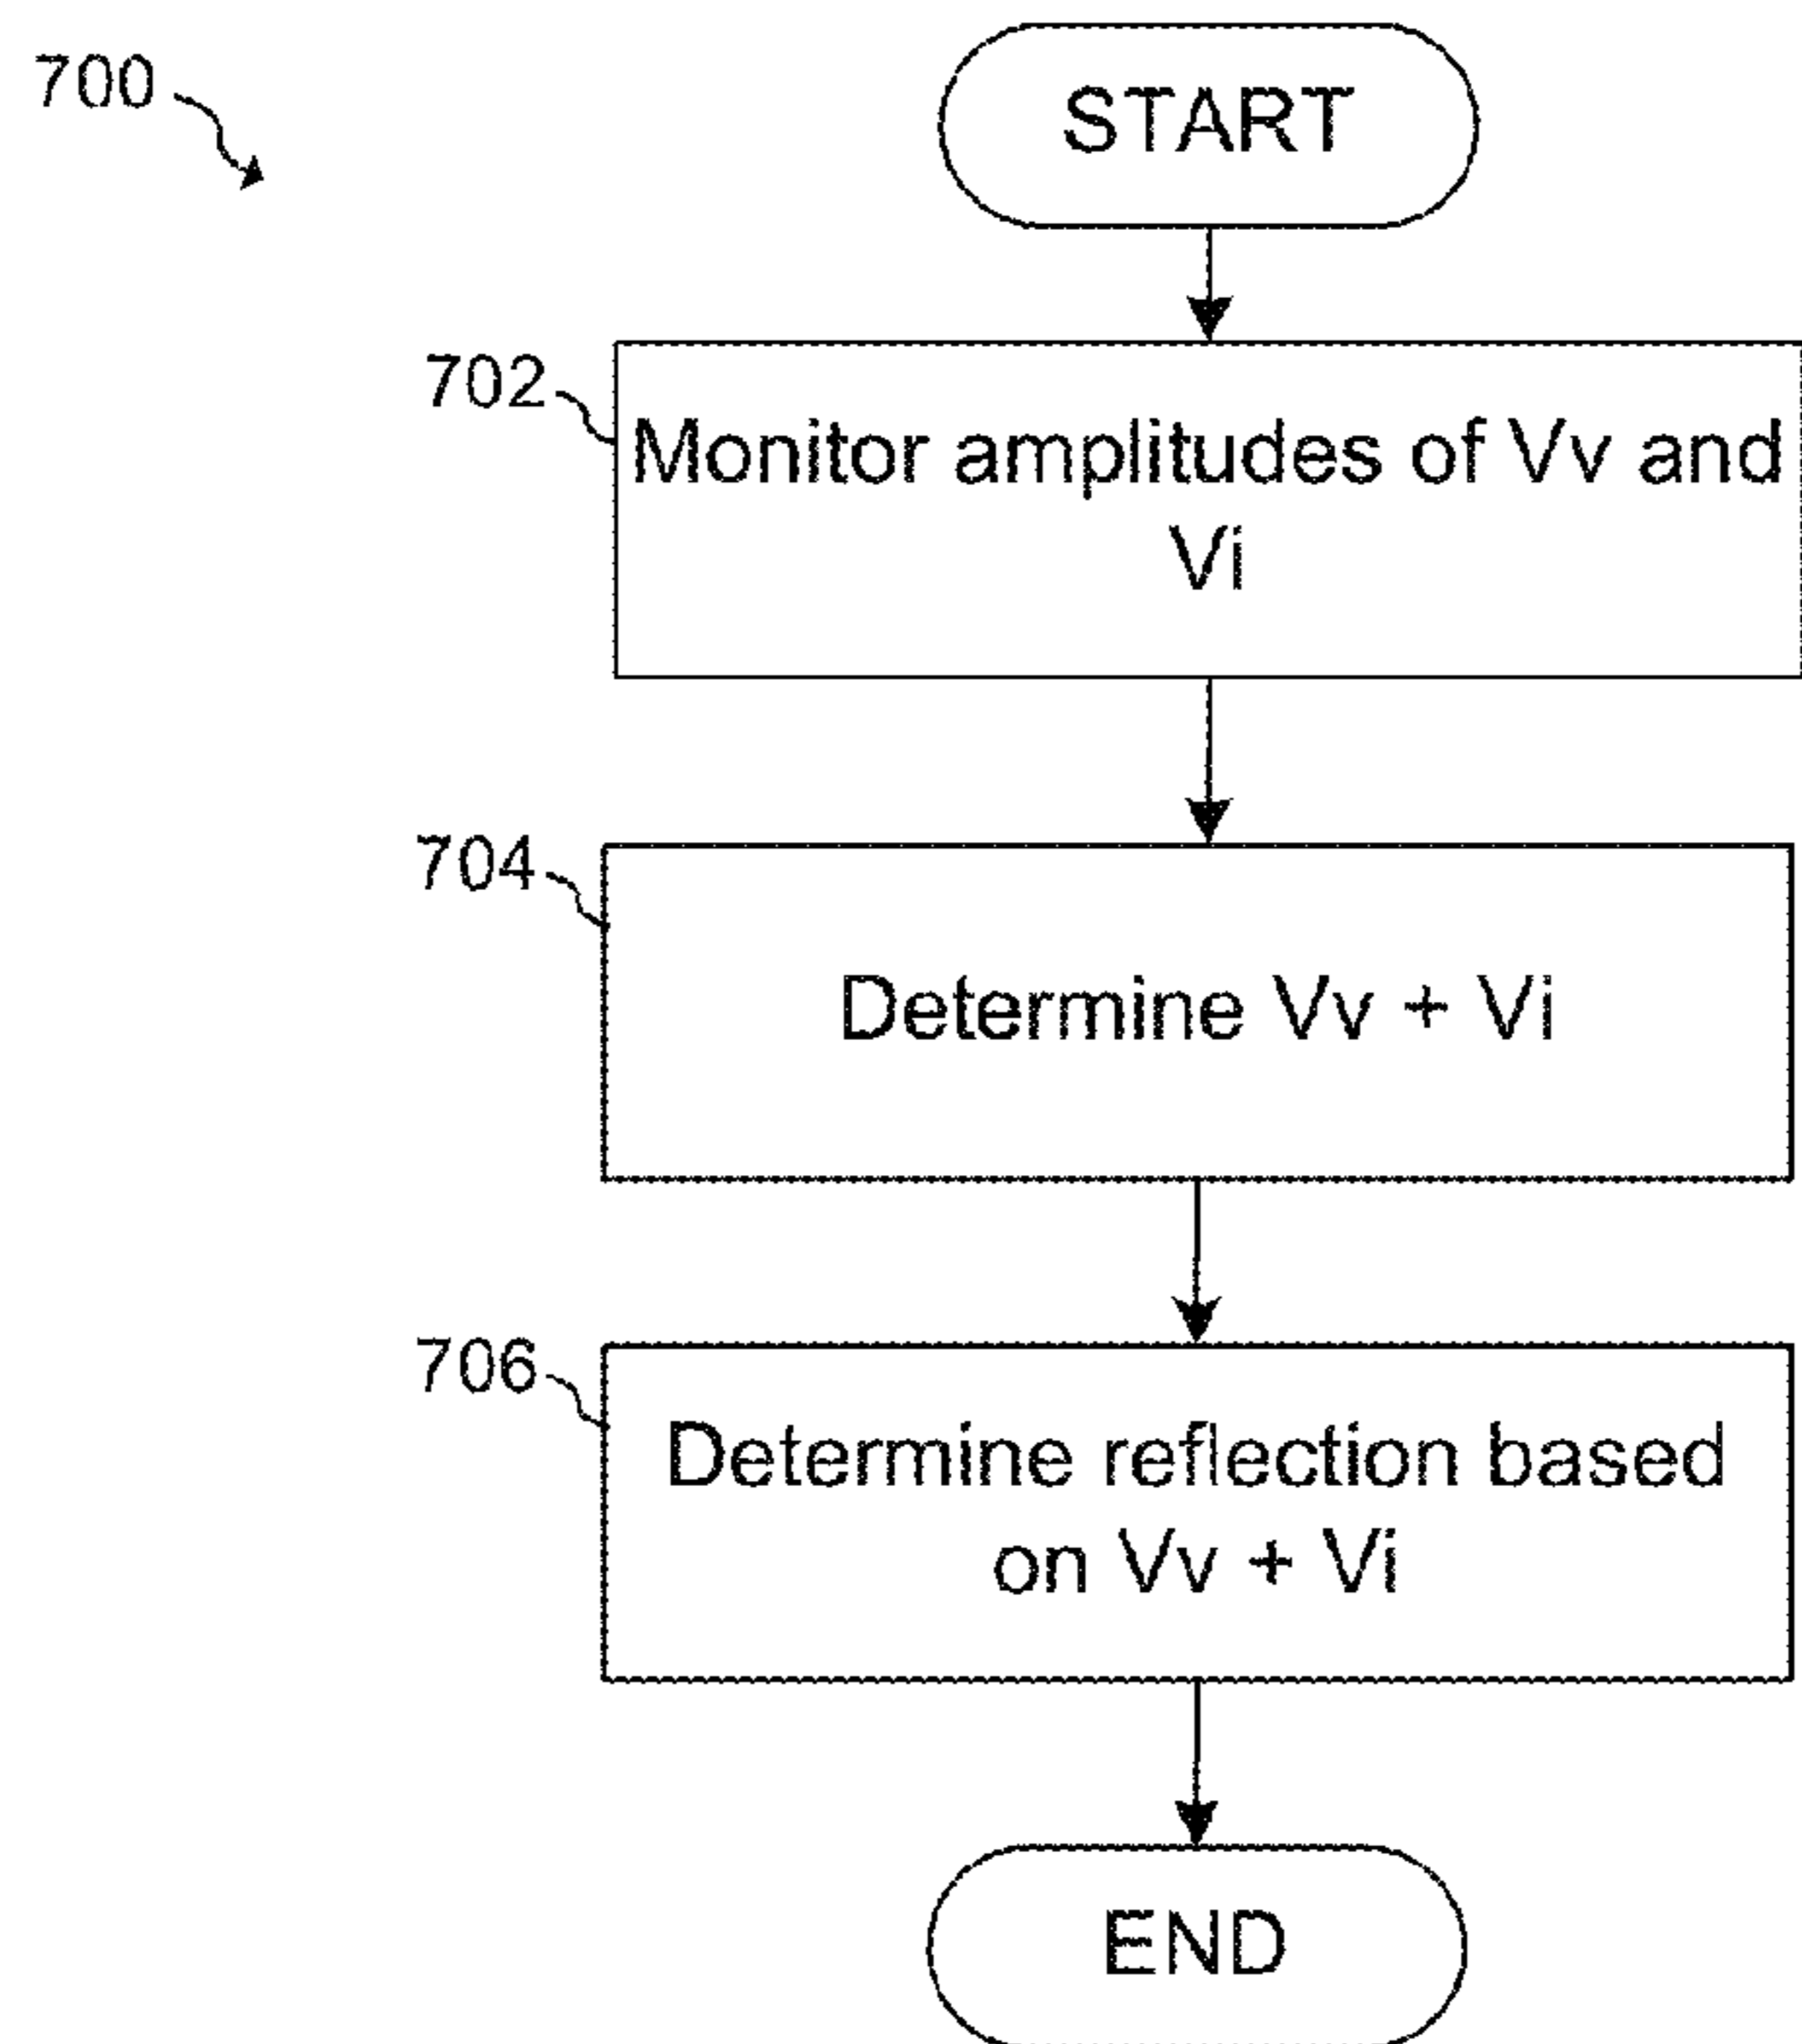 700
START
702
Monitor amplitudes of Vv and
Vi
704
Determine Vv + Vi
706
Determine reflection based
on Vv + Vi
END